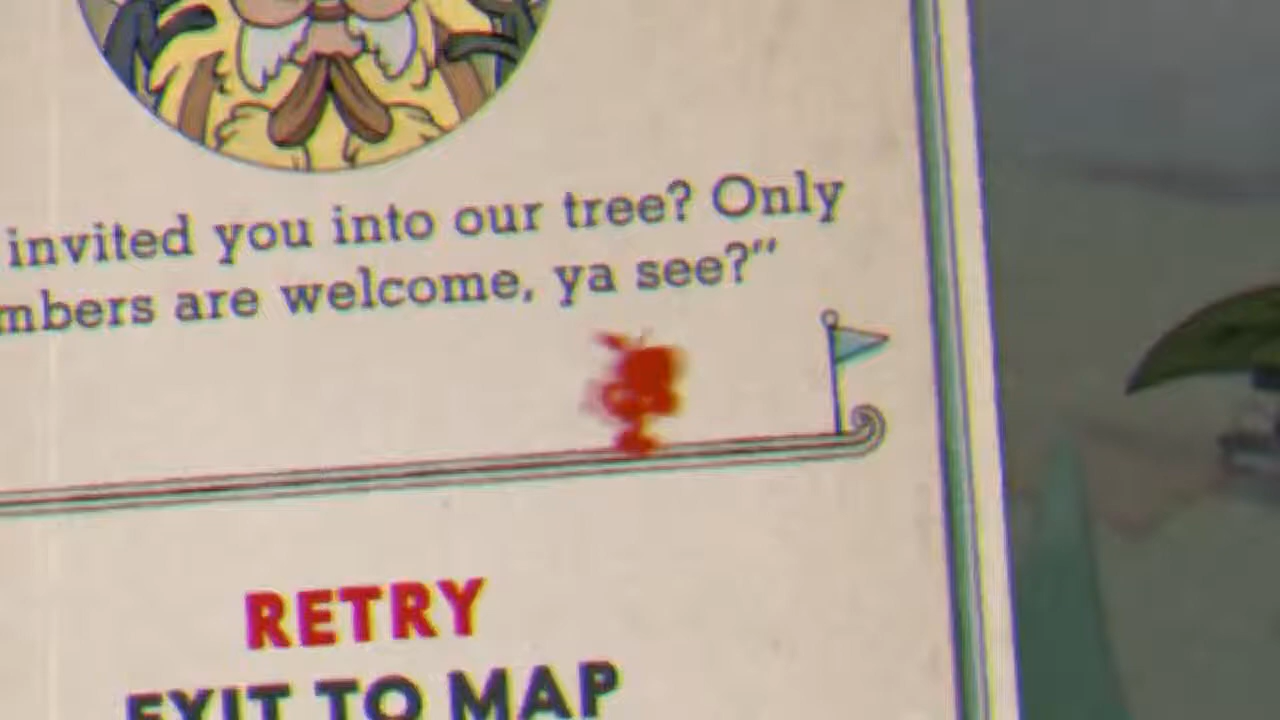 invited you into our tree? Only
mbers are welcome, ya see?”
RETRY
EXIT TO MAP